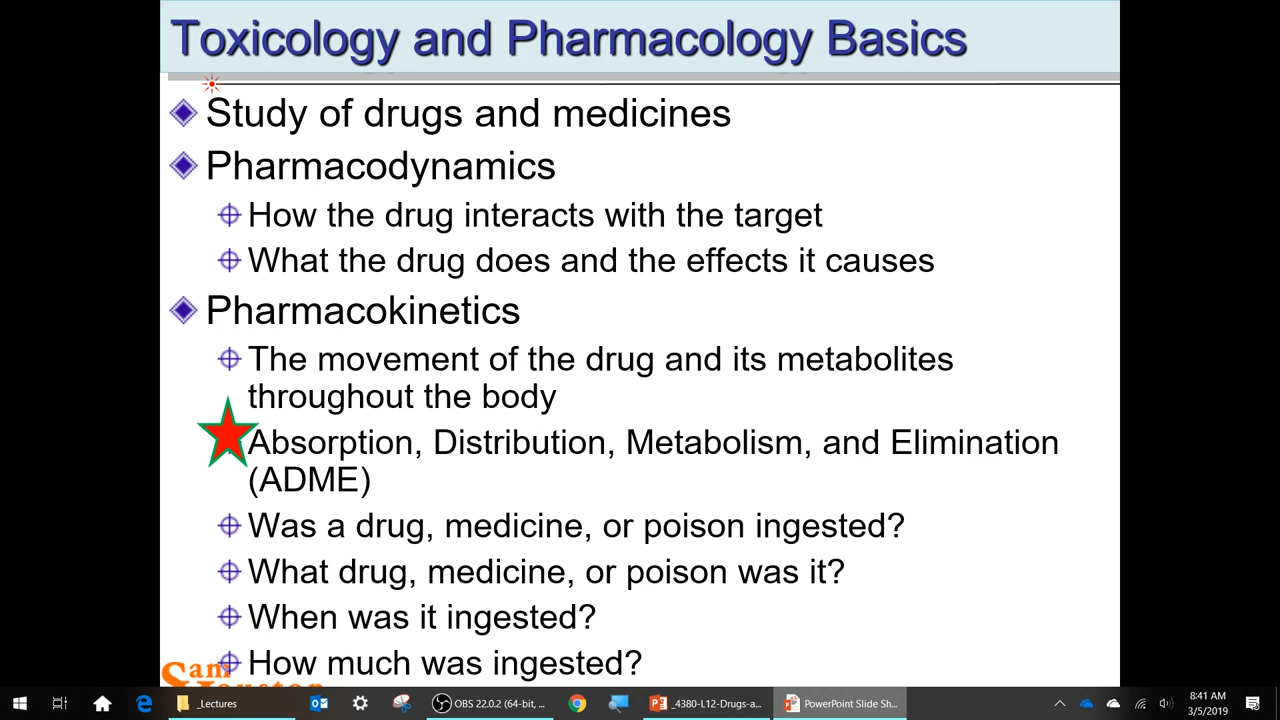 Toxicology and Pharmacology Basics
Study of drugs and medicines
Pharmacodynamics
How the drug interacts with the target
What the drug does and the effects it causes
Pharmacokinetics
The movement of the drug and its metabolites
throughout the body
Absorption, Distribution, Metabolism, and Elimination
(ADME)
Was a drug, medicine, or poison ingested?
What drug, medicine, or poison was it?
When was it ingested?
How much was ingested?
Sam
Houston
_Lectures
OBS 22.0.2 (64-bit, ...
_4380-L12-Drugs-a...
PowerPoint Slide Sh...
8:41 AM
3/5/2019